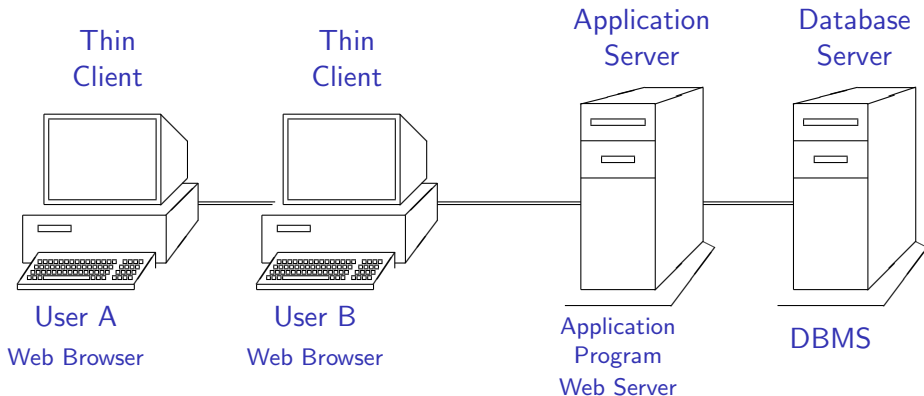 Thin
Client
Thin
Client
Application
Server
Database
Server
User A
Web Browser
User B
Web Browser
Application
Program
Web Server
DBMS